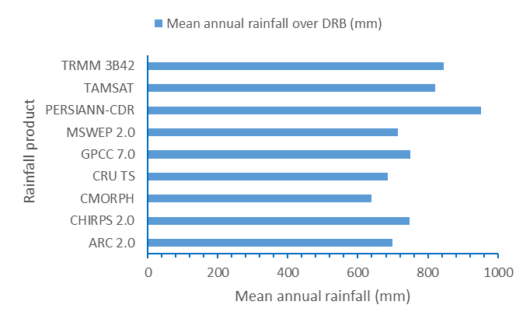 Mean annual rainfall over DRB (mm)
Rainfall product
TRMM 3B42
TAMSAT
PERSIANN-CDR
MSWEP 2.0
GPCC 7.0
CRU TS
CMORPH
CHIRPS 2.0
ARC 2.0
0 200 400 600 800 1000
Mean annual rainfall (mm)